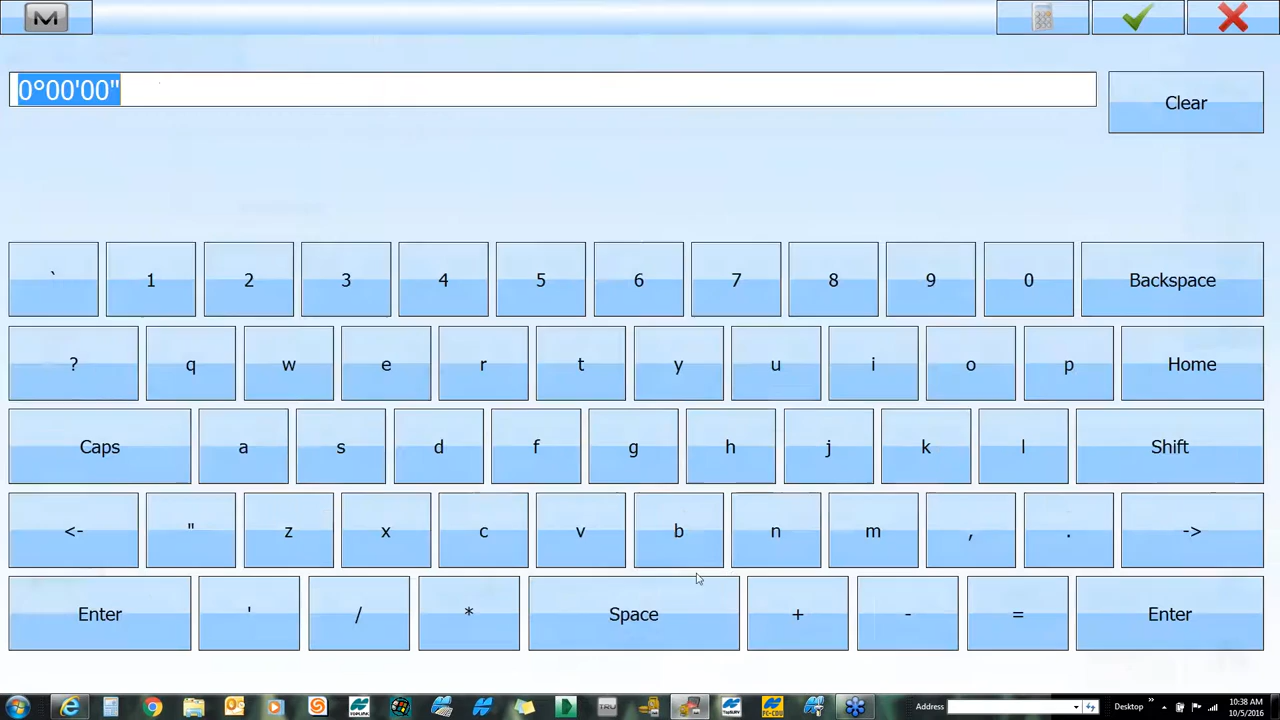 M
0°00'00"
Clear
` 1 2 3 4 5 6 7 8 9 0 Backspace
? q w e r t y u i o p Home
Caps a s d f g h j k l Shift
<- " z x c v b n m , . ->
Enter ' / * Space + - = Enter
TRU
Address
Desktop
10:38 AM
10/5/2016